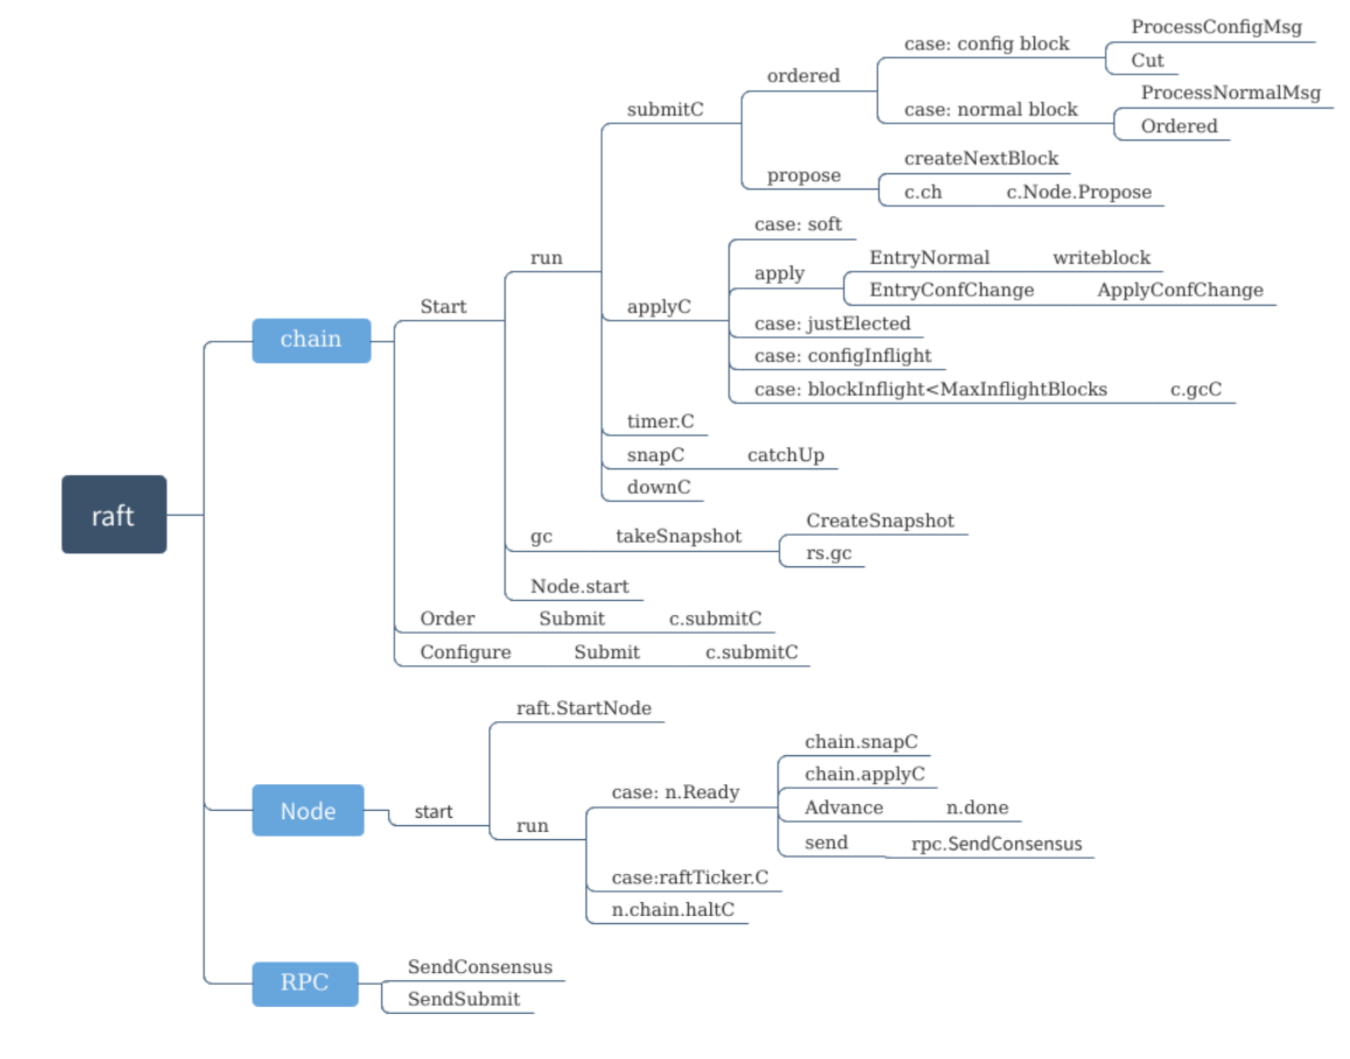 raft
chain
Start
run
submitC
ordered
case: config block
ProcessConfigMsg
Cut
case: normal block
ProcessNormalMsg
Ordered
propose
createNextBlock
c.ch c.Node.Propose
applyC
case: soft
apply
EntryNormal writeblock
EntryConfChange ApplyConfChange
case: justElected
case: configInflight
case: blockInflight<MaxInflightBlocks c.gcC
timer.C
snapC catchUp
downC
gc takeSnapshot
CreateSnapshot
rs.gc
Node.start
Order Submit c.submitC
Configure Submit c.submitC
Node
start
raft.StartNode
run
case: n.Ready
chain.snapC
chain.applyC
Advance n.done
send rpc.SendConsensus
case:raftTicker.C
n.chain.haltC
RPC
SendConsensus
SendSubmit